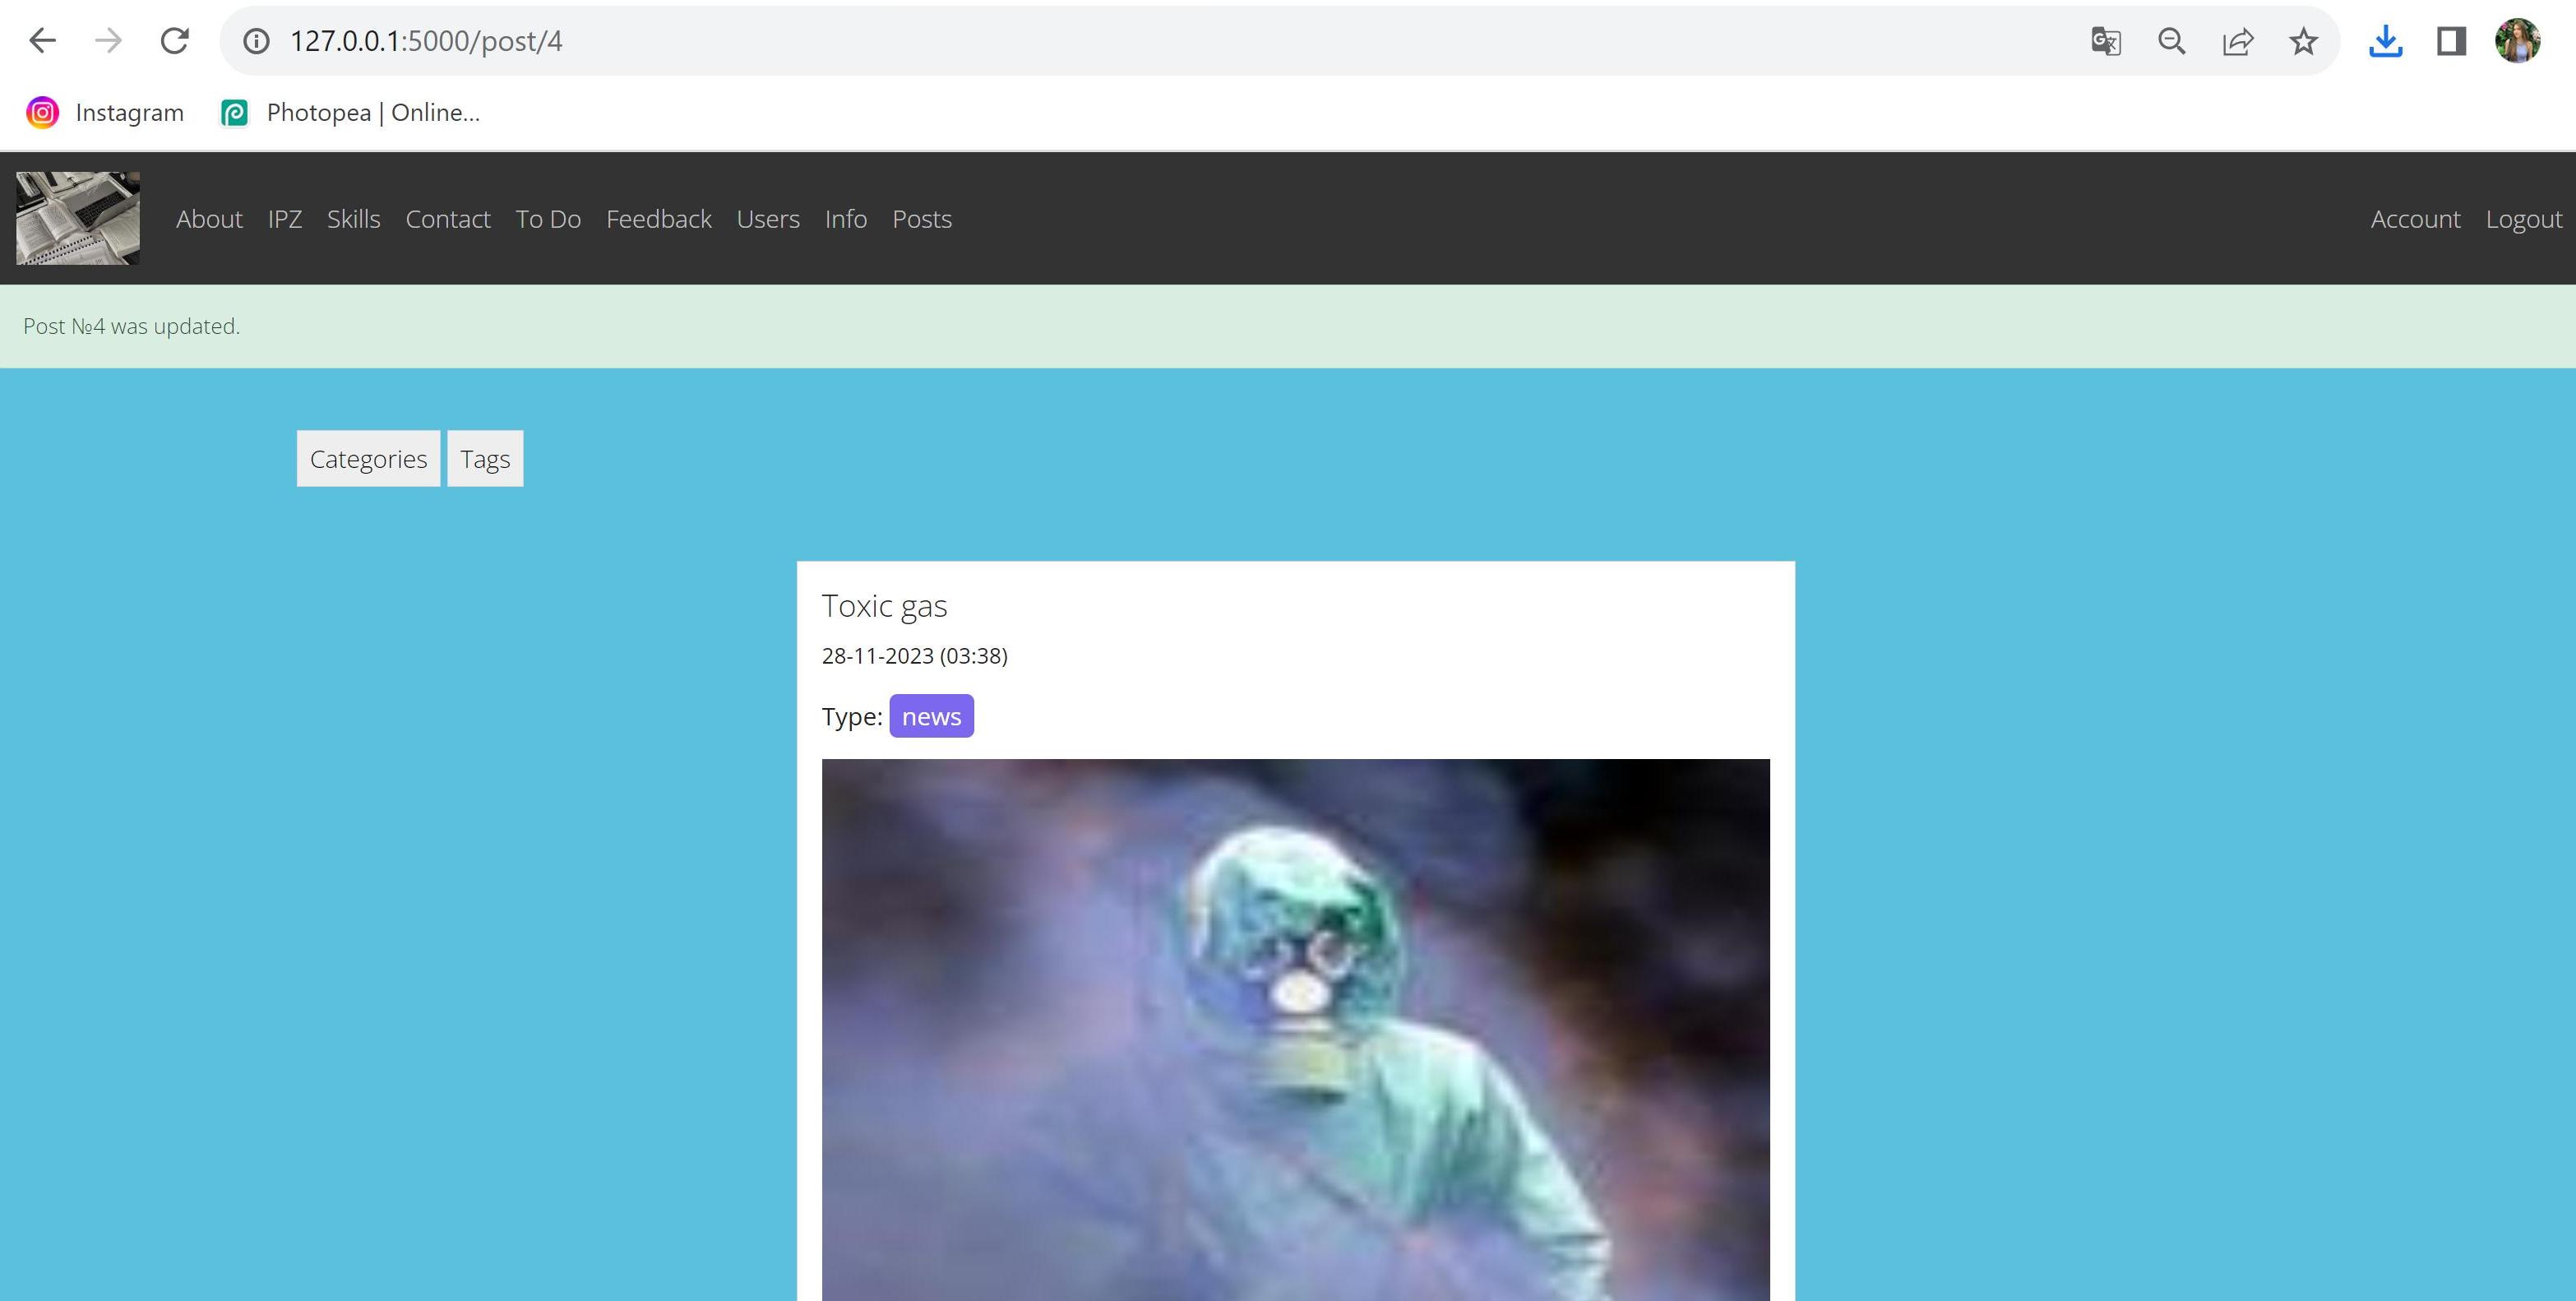 127.0.0.1:5000/post/4
Instagram Photopea | Online...
About IPZ Skills Contact To Do Feedback Users Info Posts Account Logout
Post №4 was updated.
Categories Tags
Toxic gas
28-11-2023 (03:38)
Type: news